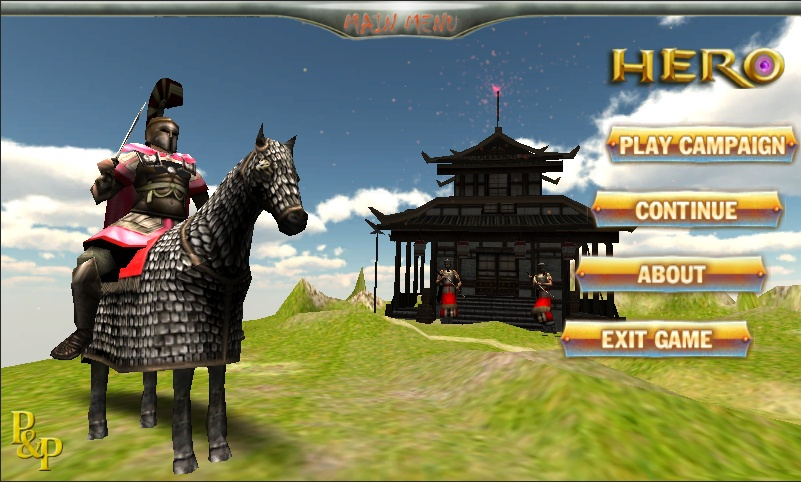 MAIN MENU
HERO
PLAY CAMPAIGN
CONTINUE
ABOUT
EXIT GAME
P&P